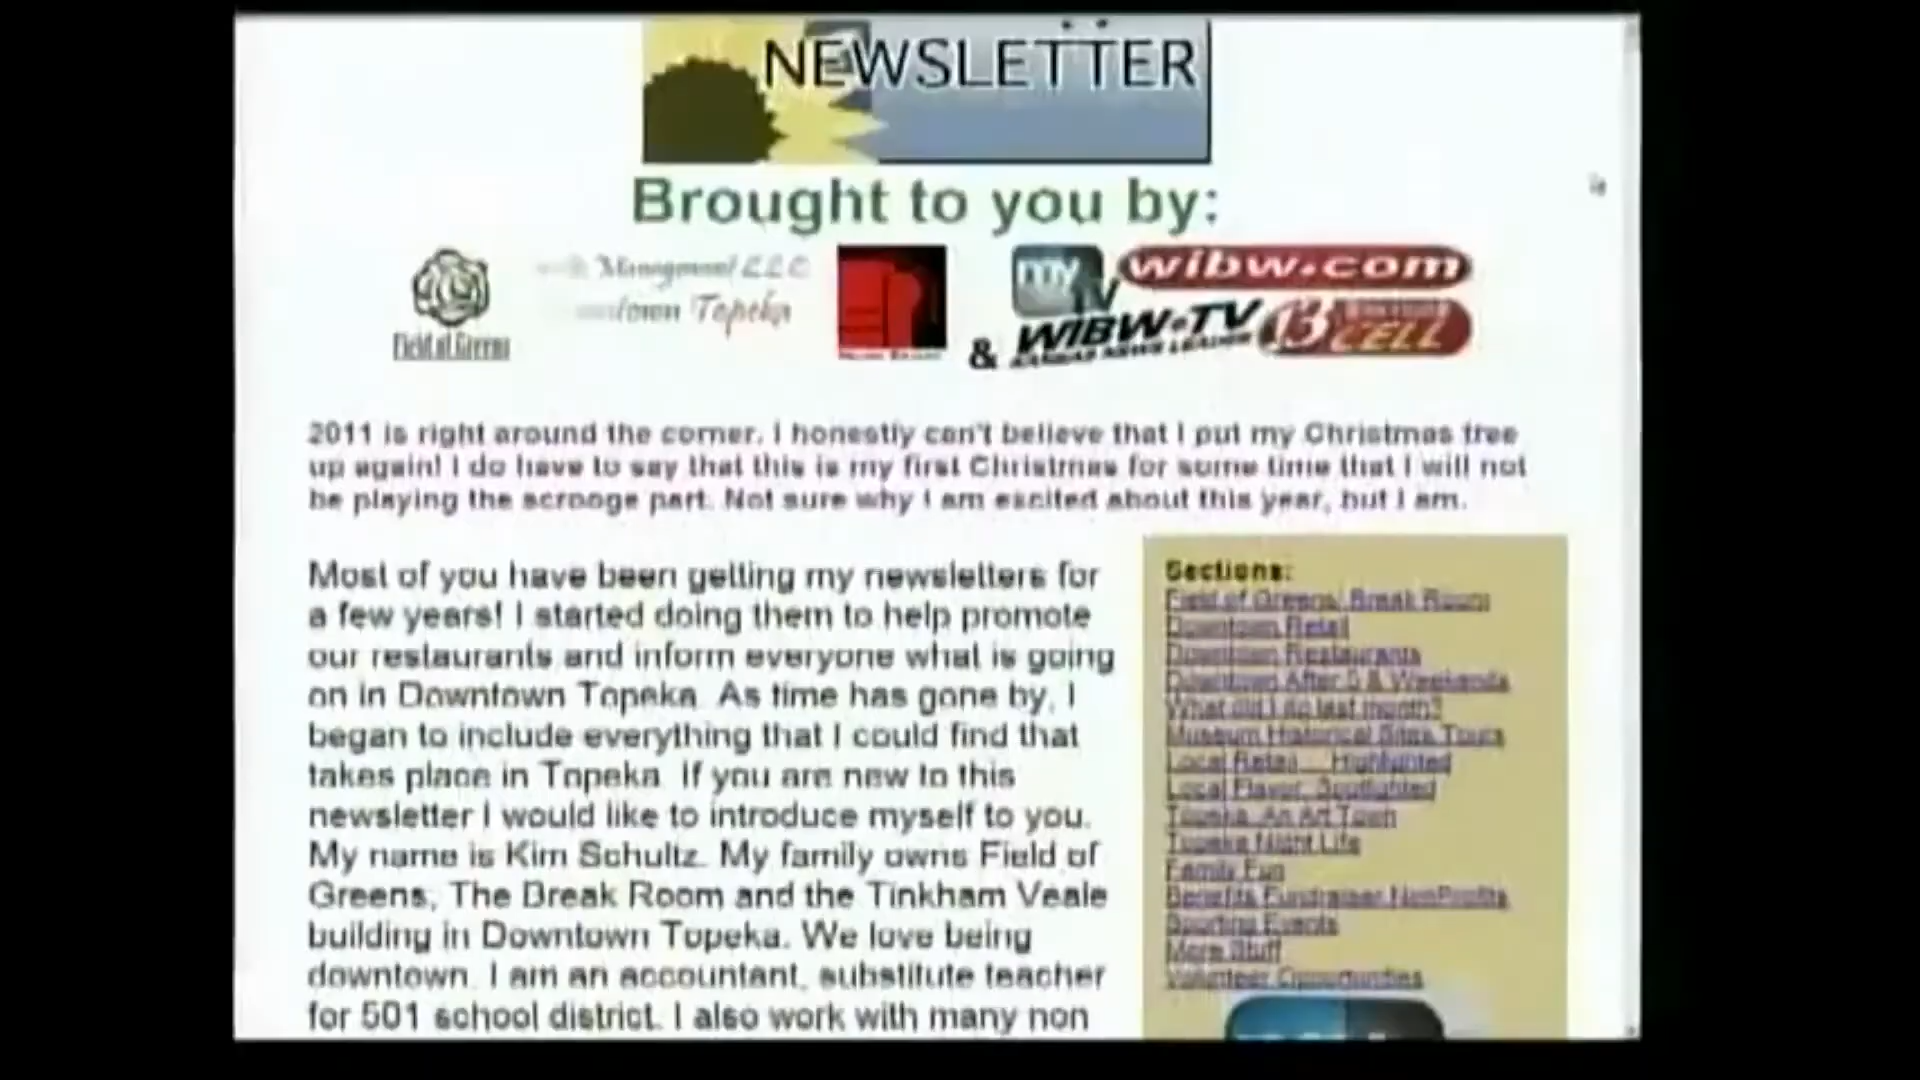 NEWSLETTER
Brought to you by:
Field of Greens
Management LLC
Topeka
my
TV
wibw.com
& WIBW-TV 13
CELL
KANSAS NEWS LEADER
2011 is right around the corner. I honestly can't believe that I put my Christmas tree
up again! I do have to say that this is my first Christmas for some time that I will not
be playing the scrooge part. Not sure why I am excited about this year, but I am.
Most of you have been getting my newsletters for
a few years! I started doing them to help promote
our restaurants and inform everyone what is going
on in Downtown Topeka. As time has gone by, I
began to include everything that I could find that
takes place in Topeka. If you are new to this
newsletter I would like to introduce myself to you.
My name is Kim Schultz. My family owns Field of
Greens, The Break Room and the Tinkham Veale
building in Downtown Topeka. We love being
downtown. I am an accountant, substitute teacher
for 501 school district. I also work with many non
Sections:
Field of Greens/ Break Room
Downtown Retail
Downtown Restaurants
Downtown After 5 & Weekends
What did I do last month?
Museum Historical Sites Tours
Local Retail... Highlighted
Local Flavor, Spotlighted
Topeka, An Art Town
Topeka Night Life
Family Fun
Benefits Fundraiser NonProfits
Sporting Events
More Stuff
Volunteer Opportunities